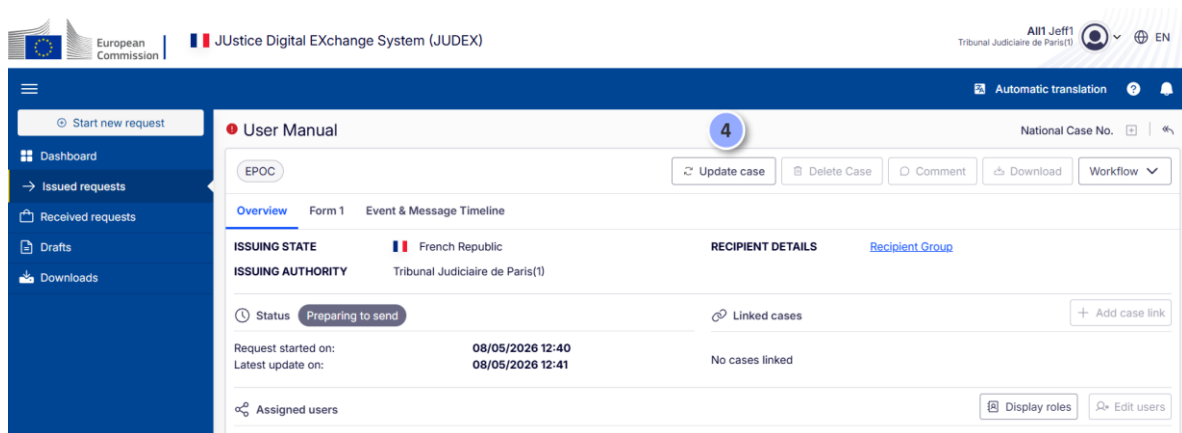 European
Commission
JUstice Digital EXchange System (JUDEX)
All1 Jeff1
Tribunal Judiciaire de Paris(1)
EN
Automatic translation
Start new request
Dashboard
Issued requests
Received requests
Drafts
Downloads
User Manual
4
National Case No.
EPOC
Update case
Delete Case
Comment
Download
Workflow
Overview Form 1 Event & Message Timeline
ISSUING STATE French Republic
RECIPIENT DETAILS Recipient Group
ISSUING AUTHORITY Tribunal Judiciaire de Paris(1)
Status Preparing to send
Linked cases
+ Add case link
Request started on: 08/05/2026 12:40
Latest update on: 08/05/2026 12:41
No cases linked
Assigned users
Display roles
Edit users